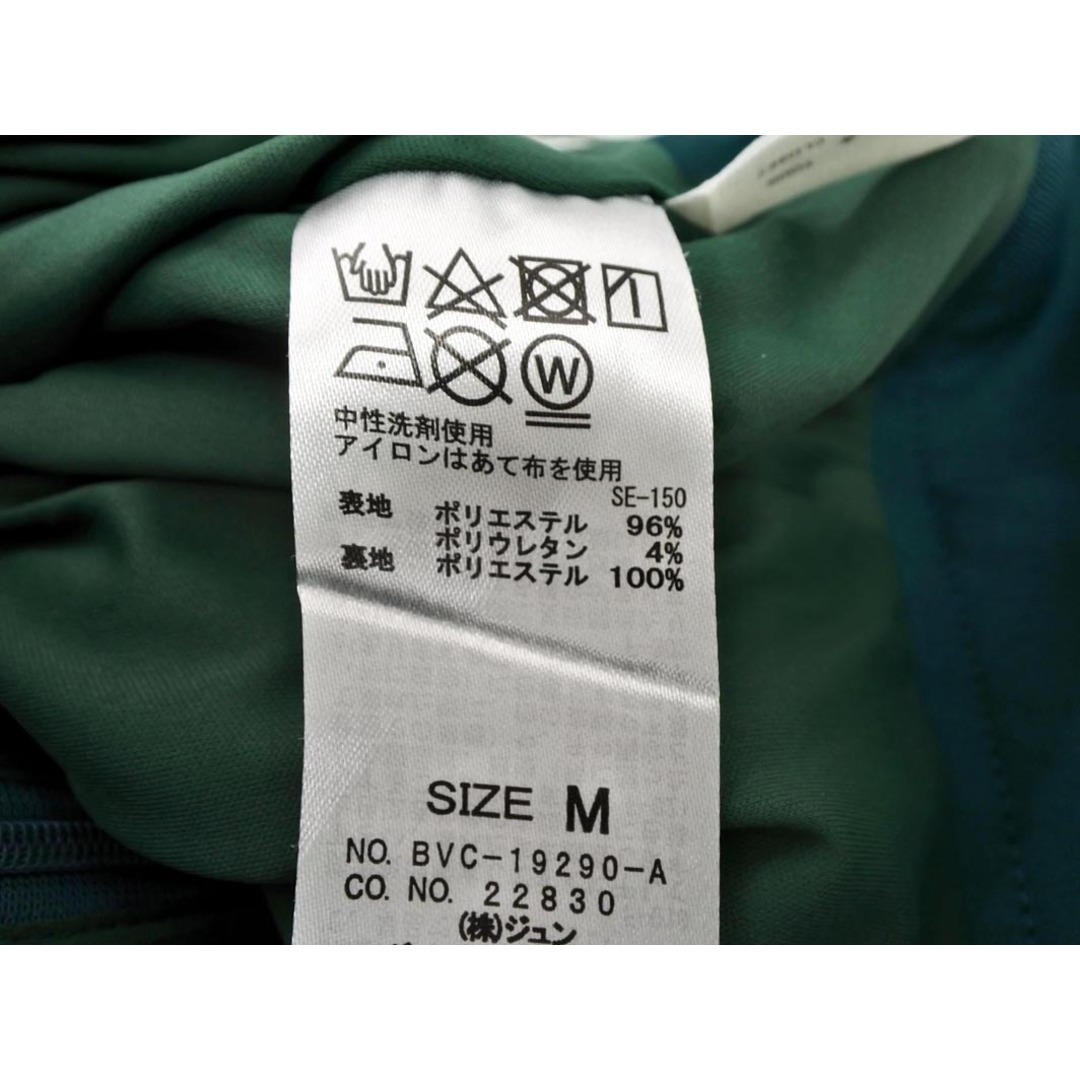 W
中性洗剤使用
アイロンはあて布を使用
SE-150
表地 ポリエステル 96%
ポリウレタン 4%
裏地 ポリエステル 100%
SIZE M
NO. BVC-19290-A
CO. NO. 22830
(株)ジュン